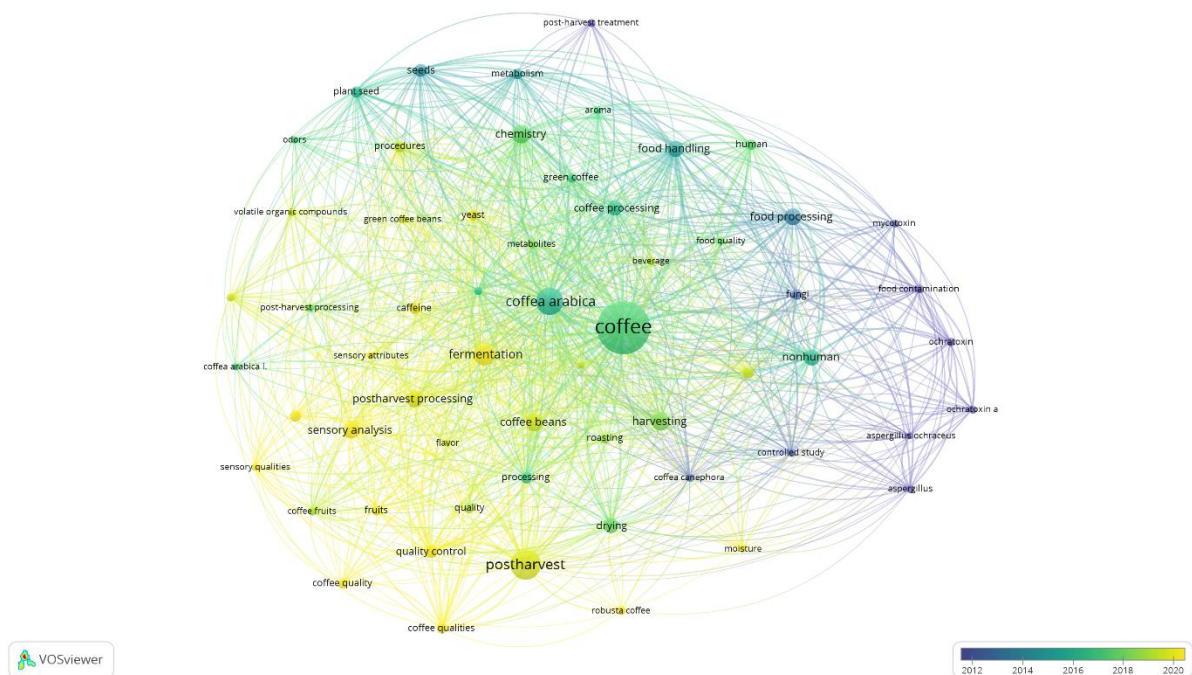 post-harvest treatment
seeds
metabolism
plant seed
aroma
chemistry
odors
procedures
food handling
human
green coffee
volatile organic compounds
green coffee beans
yeast
coffee processing
food processing
mycotoxin
metabolites
food quality
beverage
food contamination
fungi
coffea arabica
post-harvest processing
caffeine
coffee
ochratoxin
sensory attributes
fermentation
nonhuman
coffea arabica l.
postharvest processing
ochratoxin a
coffee beans
harvesting
sensory analysis
flavor
roasting
aspergillus ochraceus
controlled study
sensory qualities
processing
coffea canephora
aspergillus
coffee fruits
fruits
quality
drying
quality control
moisture
postharvest
coffee quality
robusta coffee
coffee qualities
VOSviewer
2012 2014 2016 2018 2020